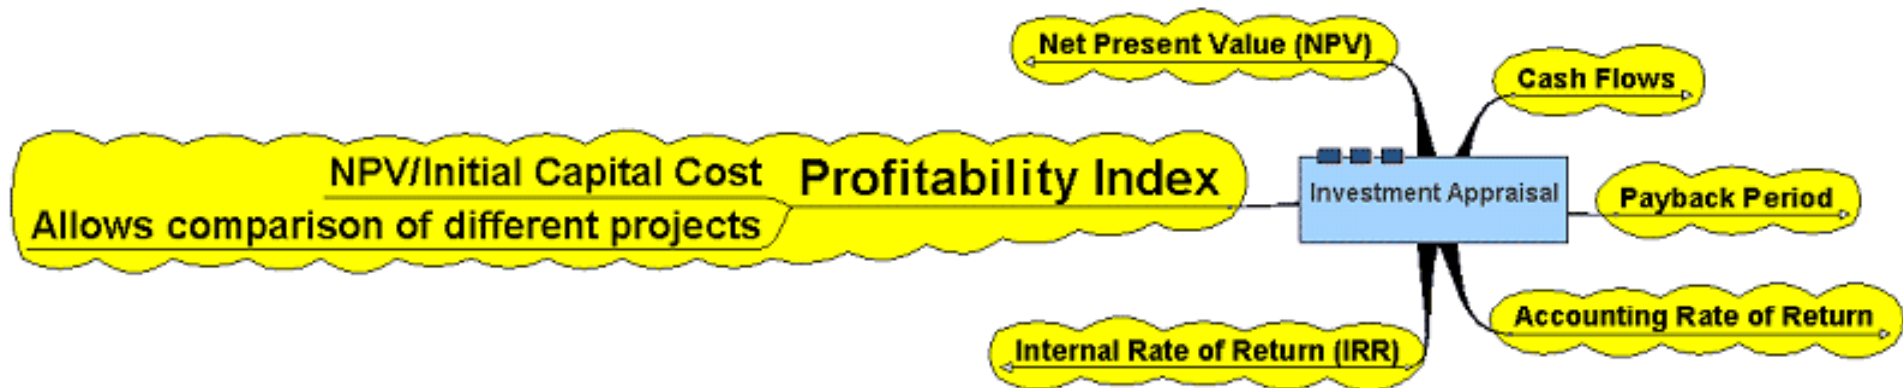 Net Present Value (NPV)
Cash Flows
NPV/Initial Capital Cost
Profitability Index
Allows comparison of different projects
Investment Appraisal
Payback Period
Accounting Rate of Return
Internal Rate of Return (IRR)